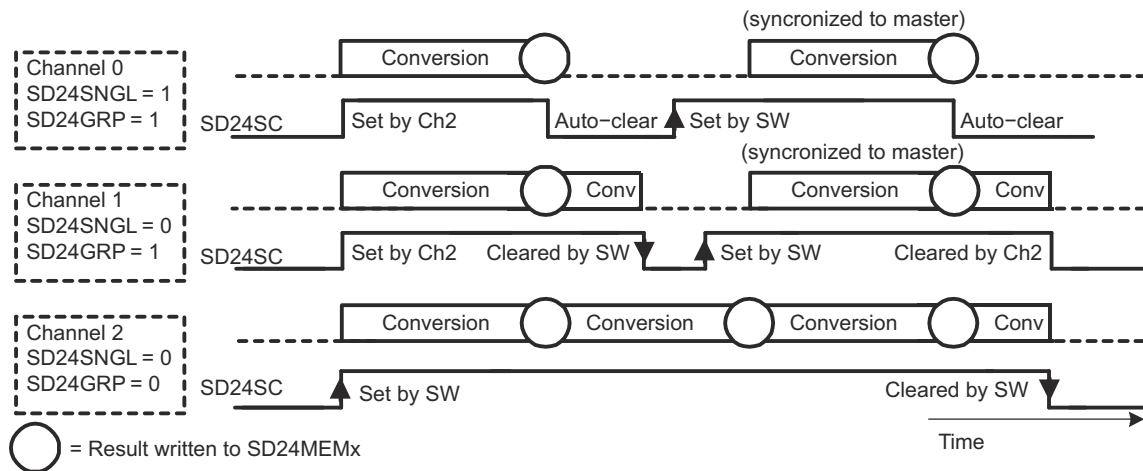 (syncronized to master)
Channel 0
SD24SNGL = 1
SD24GRP = 1
Conversion
Conversion
SD24SC
Set by Ch2
Auto−clear
Set by SW
Auto−clear
(syncronized to master)
Channel 1
SD24SNGL = 0
SD24GRP = 1
Conversion
Conv
Conversion
Conv
SD24SC
Set by Ch2
Cleared by SW
Set by SW
Cleared by Ch2
Channel 2
SD24SNGL = 0
SD24GRP = 0
Conversion
Conversion
Conversion
Conv
SD24SC
Set by SW
Cleared by SW
Time
= Result written to SD24MEMx